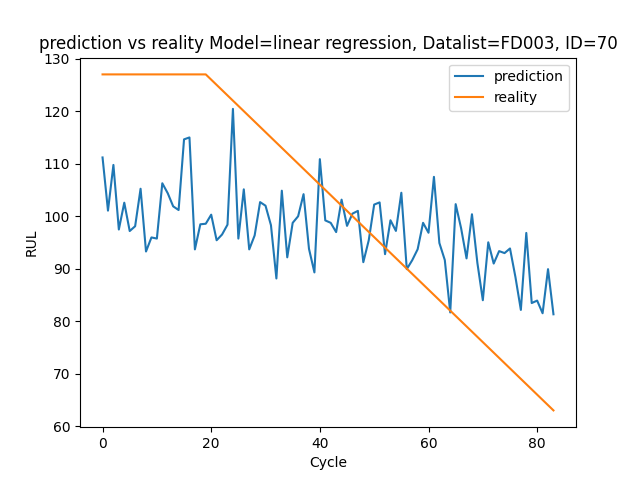 prediction vs reality Model=linear regression, Datalist=FD003, ID=70
prediction
reality
RUL
130
120
110
100
90
80
70
60
0 20 40 60 80
Cycle